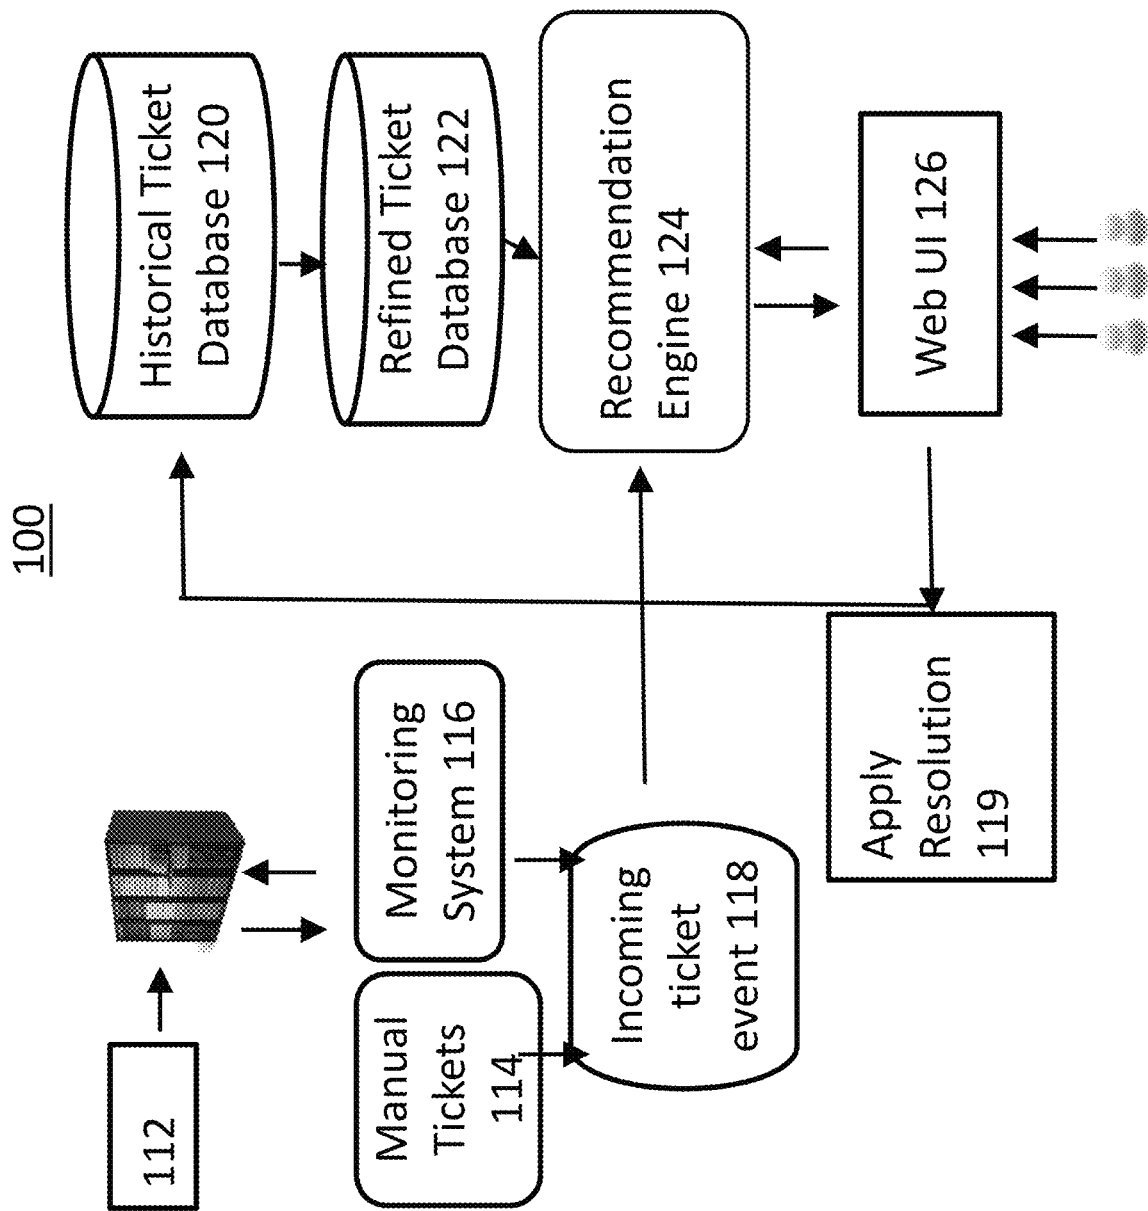 100
112
Manual
Tickets
114
Monitoring
System 116
Incoming
ticket
event 118
Apply
Resolution
119
Historical Ticket
Database 120
Refined Ticket
Database 122
Recommendation
Engine 124
Web UI 126